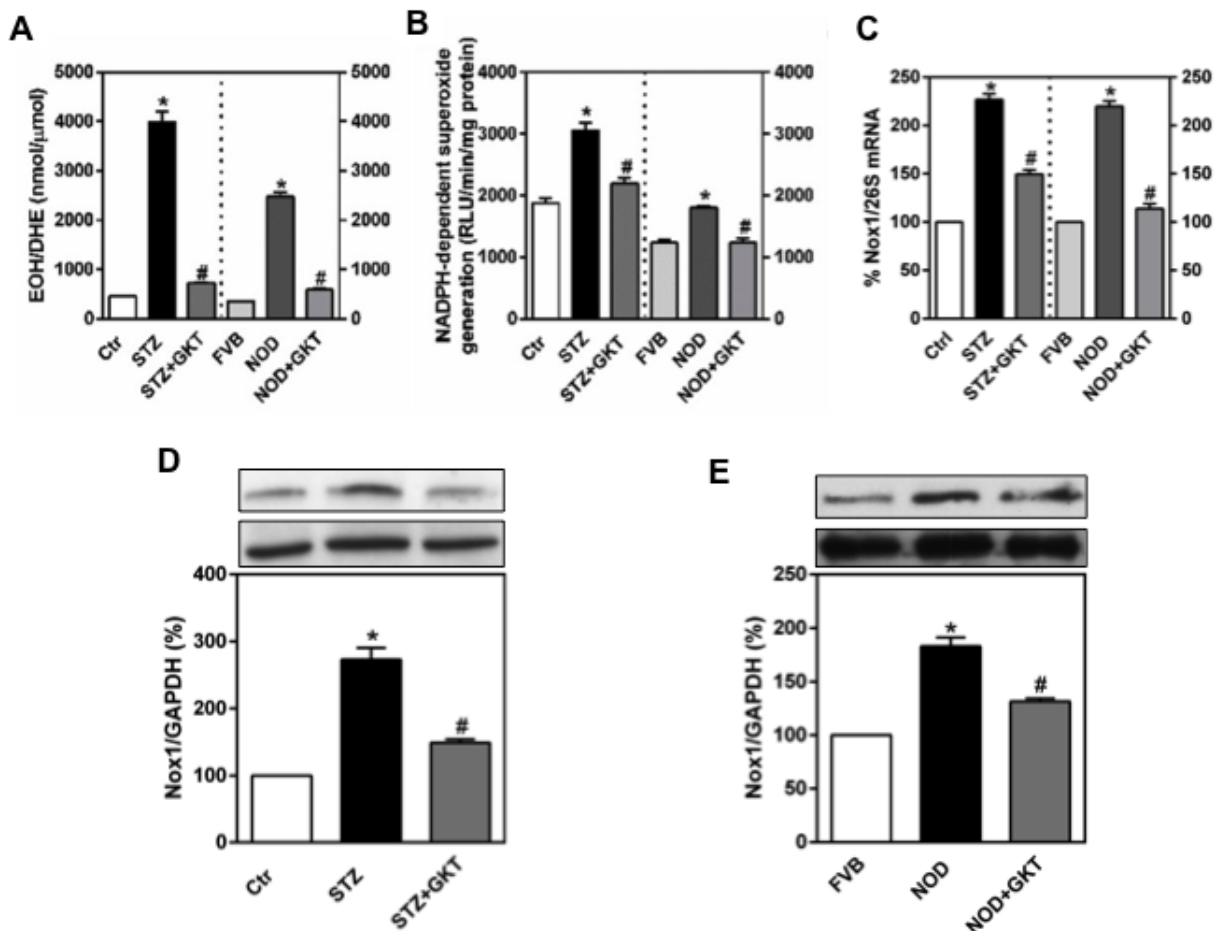 A
EOH/DHE (nmol/µmol)
5000
4000
3000
2000
1000
0
*
#
*
#
5000
4000
3000
2000
1000
0
Ctr
STZ
STZ+GKT
FVB
NOD
NOD+GKT
B
NADPH-dependent superoxide
generation (RLU/min/mg protein)
4000
3000
2000
1000
0
*
#
*
#
4000
3000
2000
1000
0
Ctr
STZ
STZ+GKT
FVB
NOD
NOD+GKT
C
% Nox1/26S mRNA
250
200
150
100
50
0
*
#
*
#
250
200
150
100
50
0
Ctrl
STZ
STZ+GKT
FVB
NOD
NOD+GKT
D
Nox1/GAPDH (%)
400
300
200
100
0
*
#
Ctr
STZ
STZ+GKT
E
Nox1/GAPDH (%)
250
200
150
100
50
0
*
#
FVB
NOD
NOD+GKT